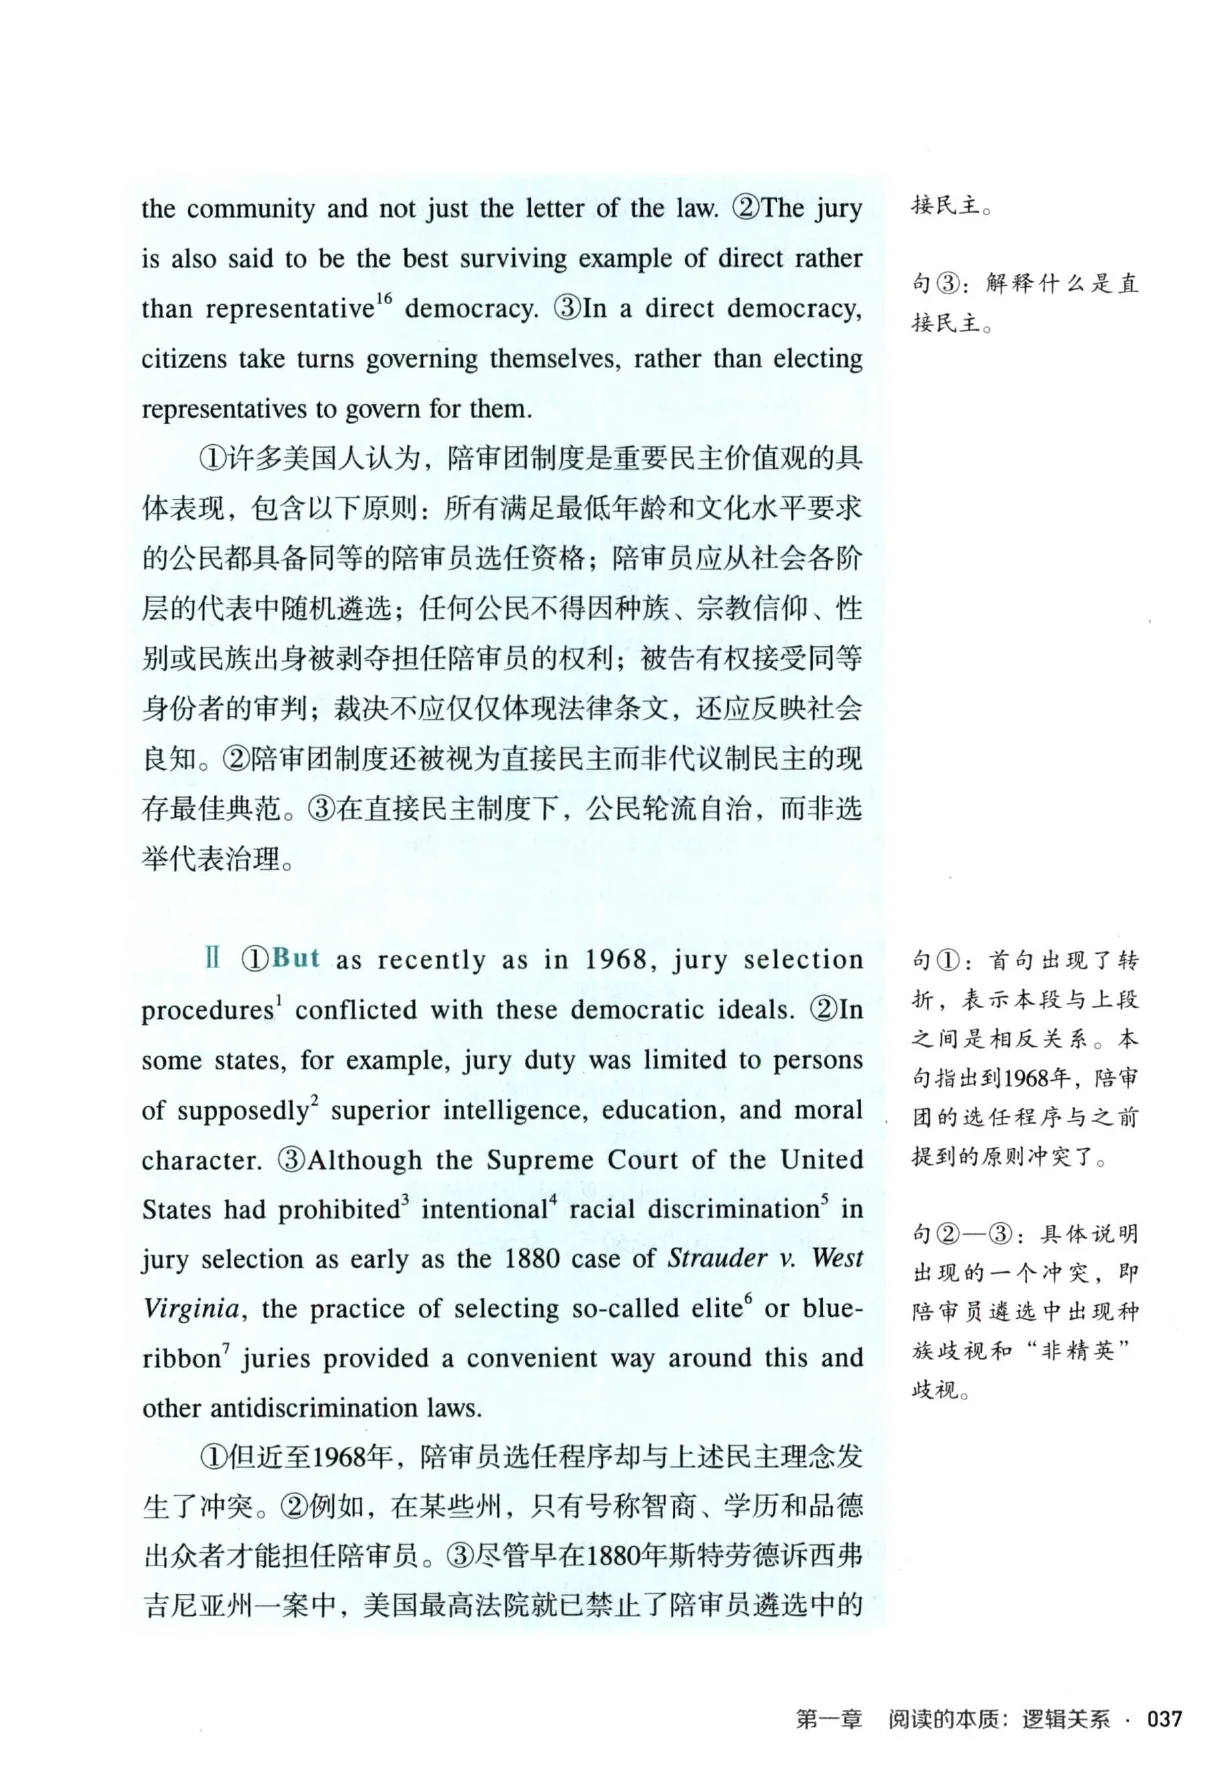 the community and not just the letter of the law. ②The jury
is also said to be the best surviving example of direct rather
than representative16 democracy. ③In a direct democracy,
citizens take turns governing themselves, rather than electing
representatives to govern for them.
①许多美国人认为，陪审团制度是重要民主价值观的具
体表现，包含以下原则：所有满足最低年龄和文化水平要求
的公民都具备同等的陪审员选任资格；陪审员应从社会各阶
层的代表中随机遴选；任何公民不得因种族、宗教信仰、性
别或民族出身被剥夺担任陪审员的权利；被告有权接受同等
身份者的审判；裁决不应仅仅体现法律条文，还应反映社会
良知。②陪审团制度还被视为直接民主而非代议制民主的现
存最佳典范。③在直接民主制度下，公民轮流自治，而非选
举代表治理。
接民主。
句③：解释什么是直
接民主。
Ⅱ ①But as recently as in 1968, jury selection
procedures1 conflicted with these democratic ideals. ②In
some states, for example, jury duty was limited to persons
of supposedly2 superior intelligence, education, and moral
character. ③Although the Supreme Court of the United
States had prohibited3 intentional4 racial discrimination5 in
jury selection as early as the 1880 case of Strauder v. West
Virginia, the practice of selecting so-called elite6 or blue-
ribbon7 juries provided a convenient way around this and
other antidiscrimination laws.
①但近至1968年，陪审员选任程序却与上述民主理念发
生了冲突。②例如，在某些州，只有号称智商、学历和品德
出众者才能担任陪审员。③尽管早在1880年斯特劳德诉西弗
吉尼亚州一案中，美国最高法院就已禁止了陪审员遴选中的
句①：首句出现了转
折，表示本段与上段
之间是相反关系。本
句指出到1968年，陪审
团的选任程序与之前
提到的原则冲突了。
句②—③：具体说明
出现的一个冲突，即
陪审员遴选中出现种
族歧视和“非精英”
歧视。
第一章 阅读的本质：逻辑关系 · 037